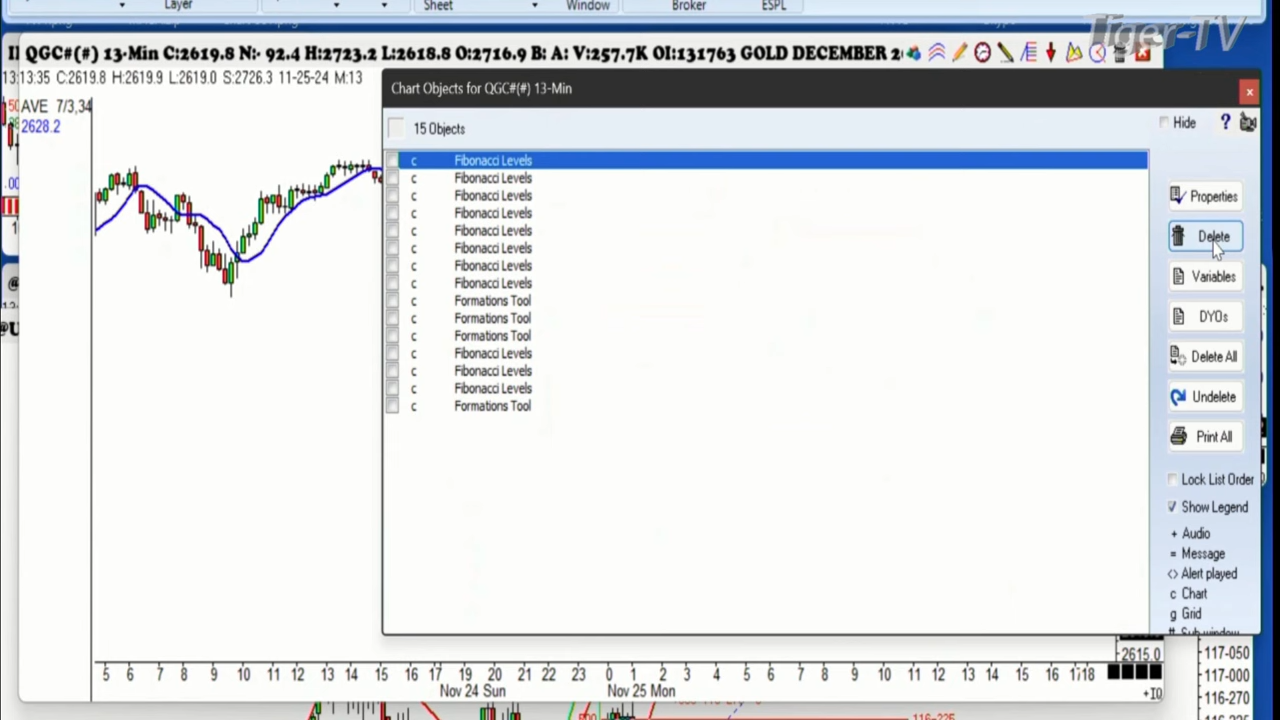 Layer
Sheet
Window
Broker
ESPL
Tiger-TV
QGC#(#) 13-Min C:2619.8 N:- 92.4 H:2723.2 L:2618.8 O:2716.9 B: A: V:257.7K OI:131763 GOLD DECEMBER
13:13:35 C:2619.8 H:2619.9 L:2619.0 S:2726.3 11-25-24 M:13
AVE 7/3,34
2628.2
Chart Objects for QGC#(#) 13-Min
15 Objects
Hide
?
c Fibonacci Levels
c Fibonacci Levels
c Fibonacci Levels
c Fibonacci Levels
c Fibonacci Levels
c Fibonacci Levels
c Fibonacci Levels
c Fibonacci Levels
c Formations Tool
c Formations Tool
c Formations Tool
c Fibonacci Levels
c Fibonacci Levels
c Fibonacci Levels
c Formations Tool
Properties
Delete
Variables
DYOs
Delete All
Undelete
Print All
Lock List Order
Show Legend
+ Audio
= Message
<> Alert played
c Chart
g Grid
# Sub window
2615.0
5 6 7 8 9 10 11 12 13 14 15 16 17 18 19 20 21 22 23 0 1 2 3 4 5 6 7 8 9 10 11 12 13 14 15 16 17 18
Nov 24 Sun Nov 25 Mon
+10
117-050
117-000
116-270
116-225